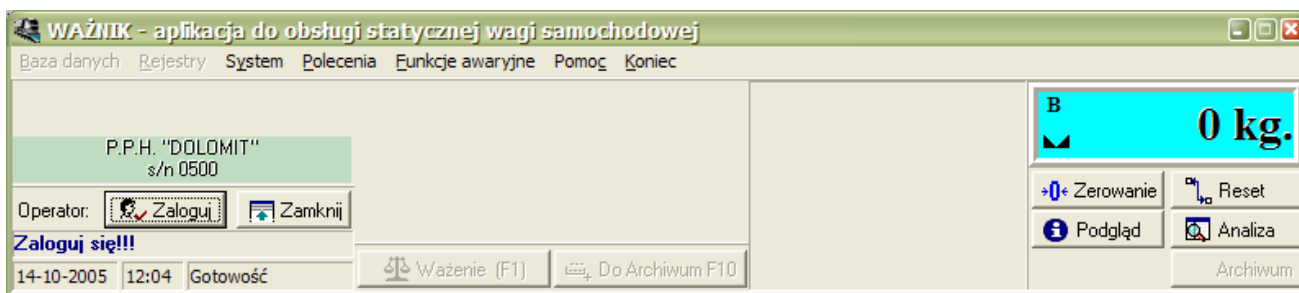 WAŻNIK - aplikacja do obsługi statycznej wagi samochodowej
Baza danych Rejestry System Polecenia Funkcje awaryjne Pomoc Koniec
P.P.H. "DOLOMIT"
s/n 0500
Operator: Zaloguj Zamknij
Zaloguj się!!!
14-10-2005 12:04 Gotowość
Ważenie (F1) Do Archiwum F10
B
0 kg.
→0← Zerowanie Reset
Podgląd Analiza
Archiwum